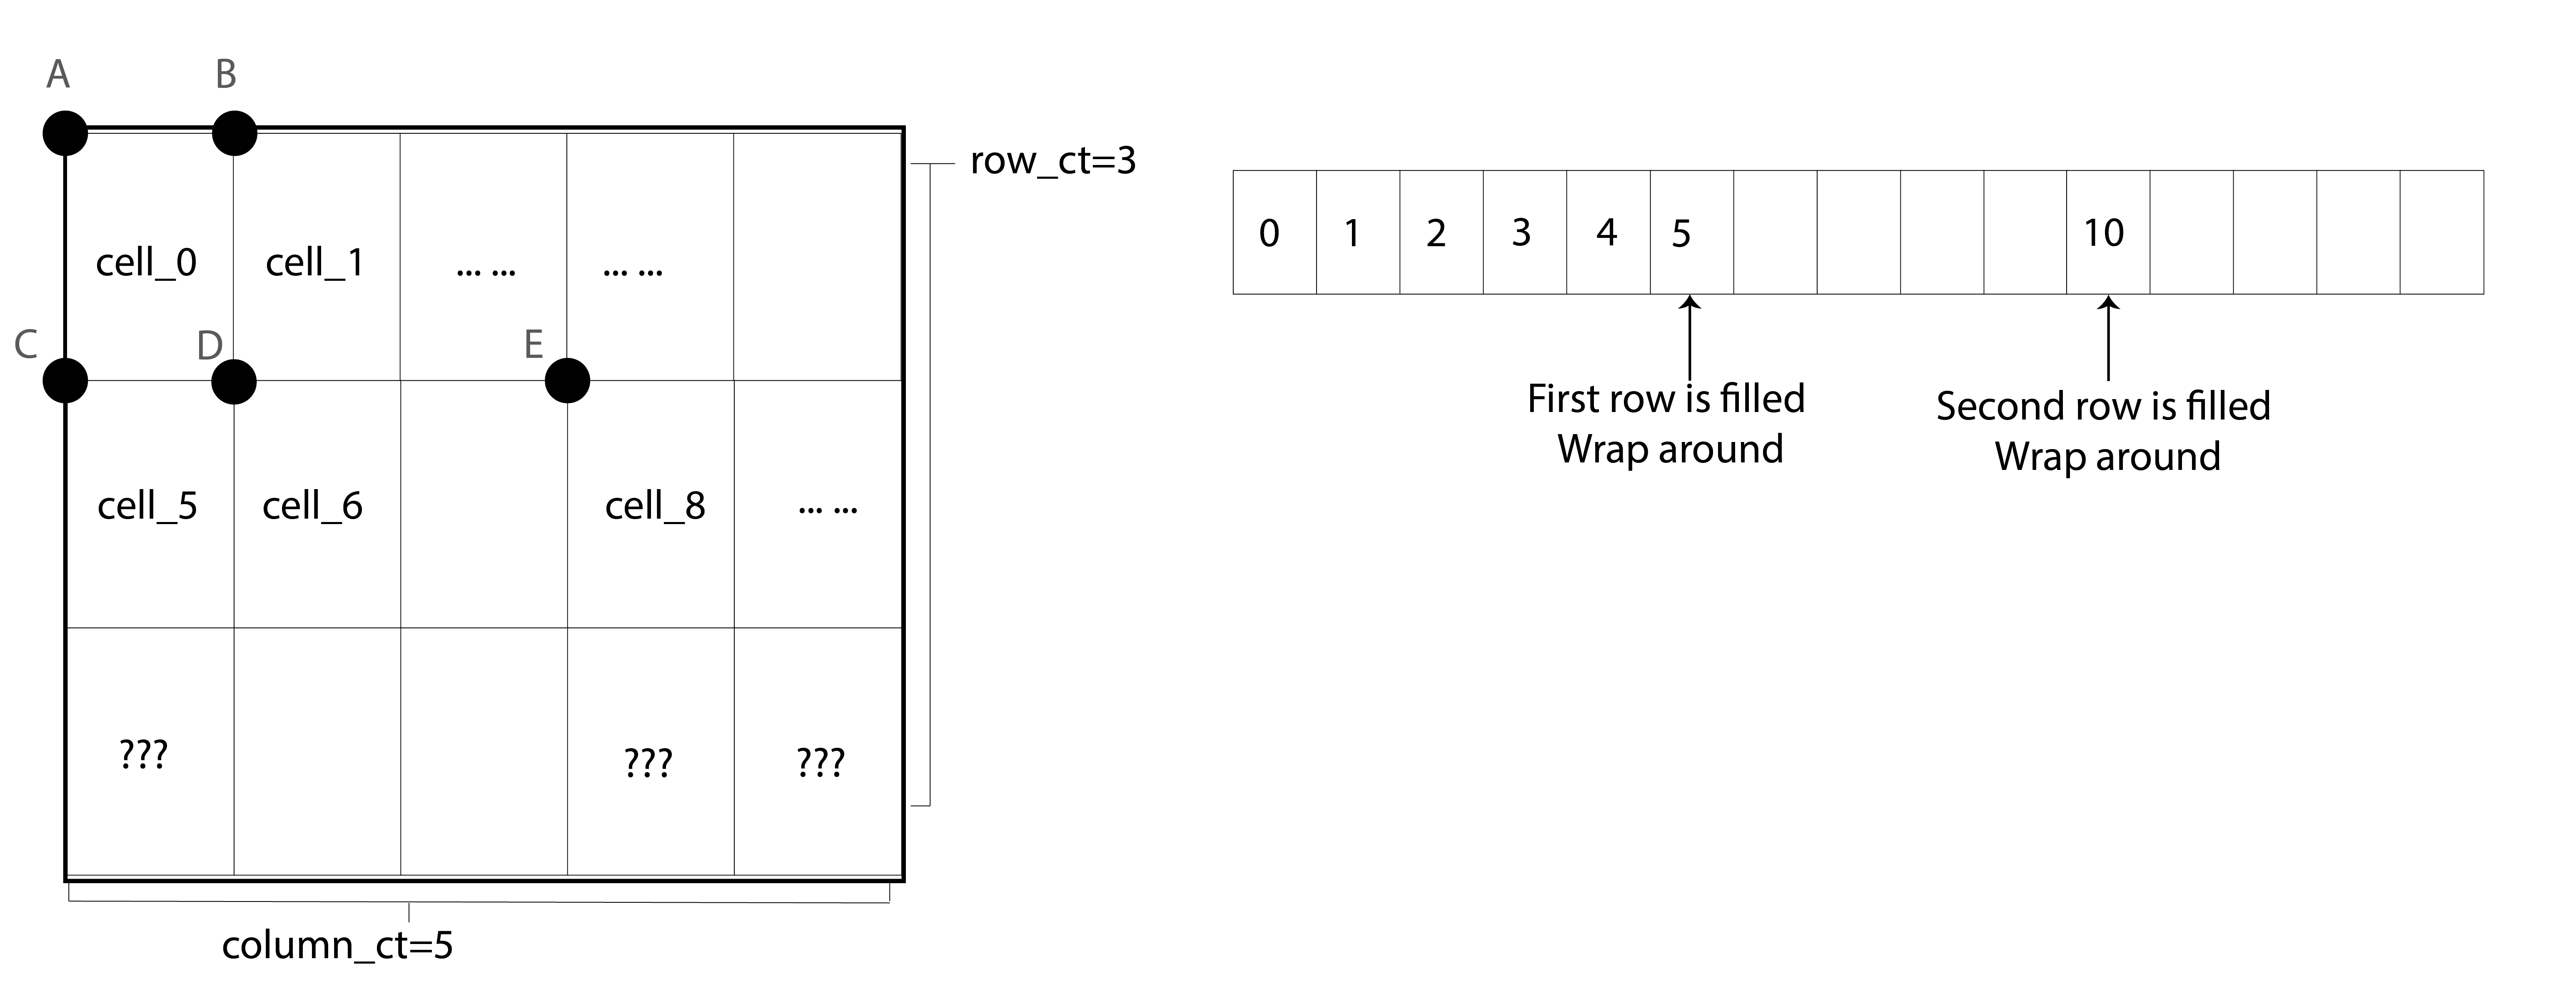 A
B
cell_0
cell_1
... ...
... ...
C
D
E
cell_5
cell_6
cell_8
... ...
???
???
???
column_ct=5
row_ct=3
0
1
2
3
4
5
10
First row is filled
Wrap around
Second row is filled
Wrap around